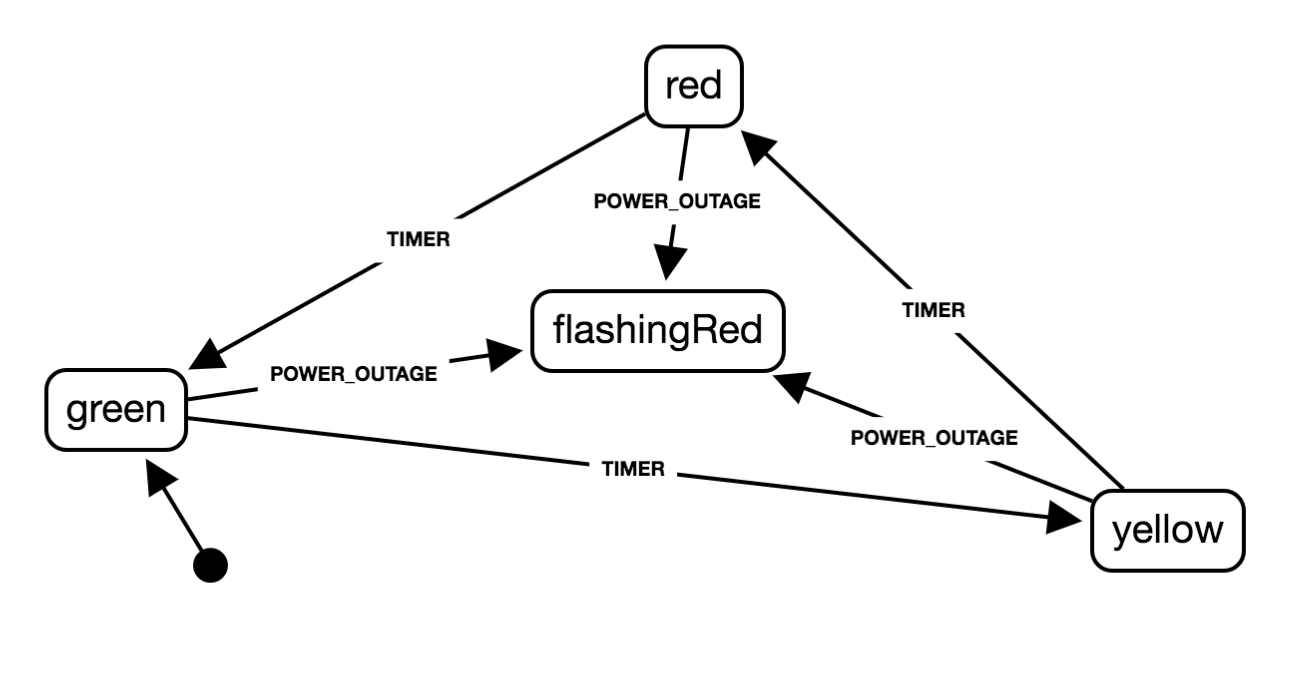 red
POWER_OUTAGE
TIMER
TIMER
flashingRed
POWER_OUTAGE
green
POWER_OUTAGE
TIMER
yellow